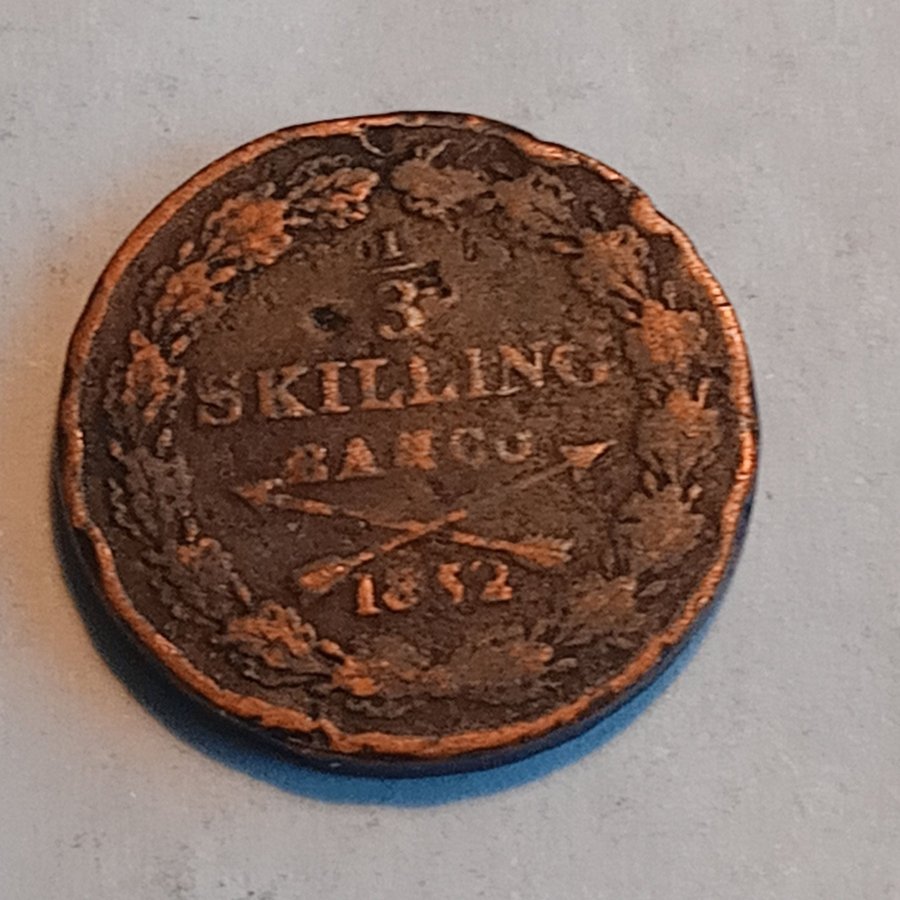 1
3
SKILLING
BANCO
1852